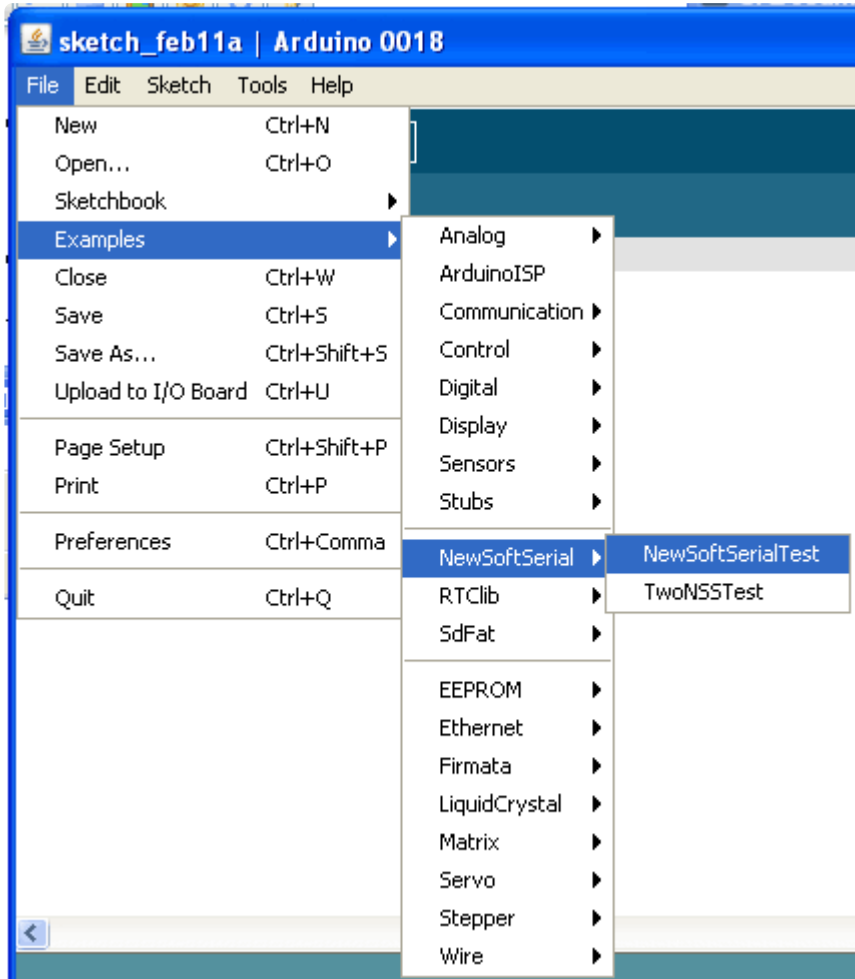 sketch_feb11a | Arduino 0018
File Edit Sketch Tools Help
New Ctrl+N
Open... Ctrl+O
Sketchbook
Examples
Close Ctrl+W
Save Ctrl+S
Save As... Ctrl+Shift+S
Upload to I/O Board Ctrl+U
Page Setup Ctrl+Shift+P
Print Ctrl+P
Preferences Ctrl+Comma
Quit Ctrl+Q
Analog
ArduinoISP
Communication
Control
Digital
Display
Sensors
Stubs
NewSoftSerial
RTClib
SdFat
EEPROM
Ethernet
Firmata
LiquidCrystal
Matrix
Servo
Stepper
Wire
NewSoftSerialTest
TwoNSSTest